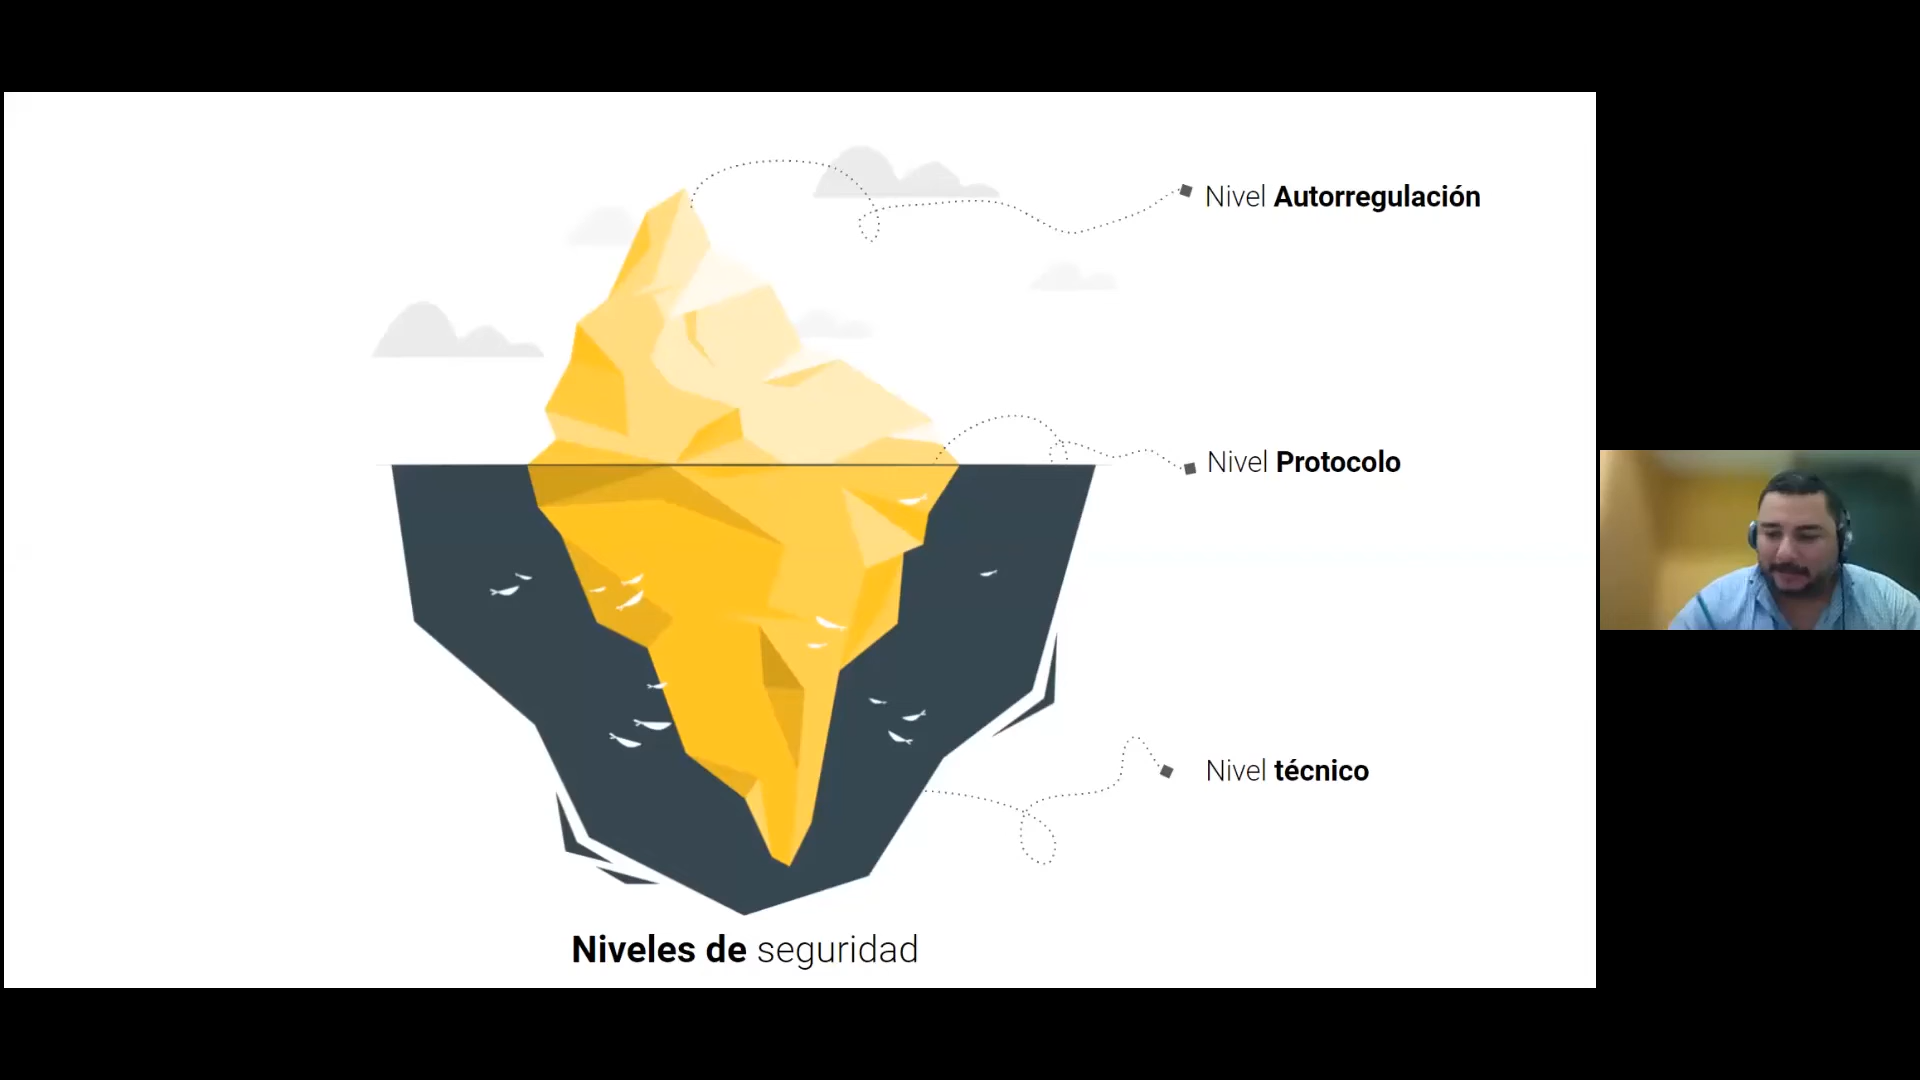 Nivel Autorregulación
Nivel Protocolo
Nivel técnico
Niveles de seguridad